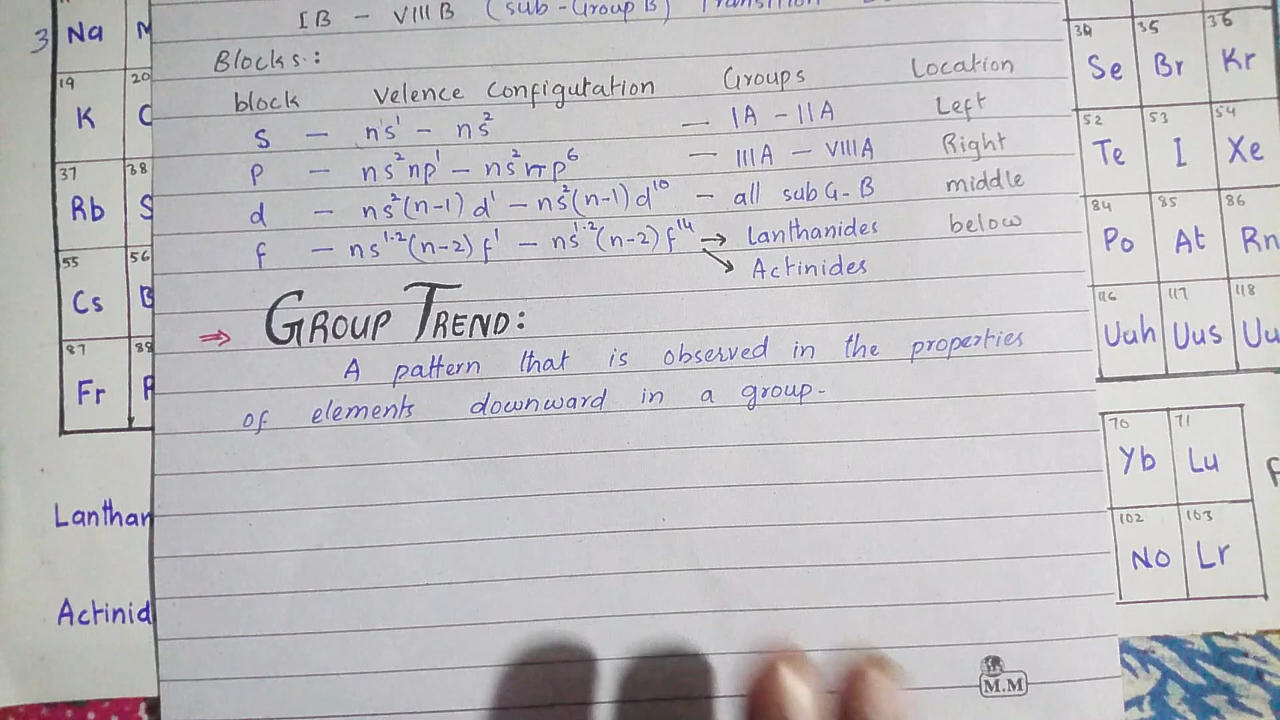 IB - VIIIB (sub-Group B) Transition
Blocks:
block Velence Configutation Groups Location
S - ns¹ - ns² - IA - IIA Left
P - ns²np¹ - ns²np⁶ - IIIA - VIIIA Right
d - ns²(n-1)d¹ - ns²(n-1)d¹⁰ - all subG-B middle
f - ns¹⁻²(n-2)f¹ - ns¹⁻²(n-2)f¹⁴ → Lanthanides below
↘ Actinides
⇒ GROUP TREND:
A pattern that is observed in the properties
of elements downward in a group.
M.M
3 Na
19 20
K
37 38
Rb S
55 56
Cs B
87 88
Fr
Lanthan
Actinid
34 35 36
Se Br Kr
52 53 54
Te I Xe
84 85 86
Po At Rn
116 117 118
Uuh Uus Uu
70 71
Yb Lu
102 103
No Lr